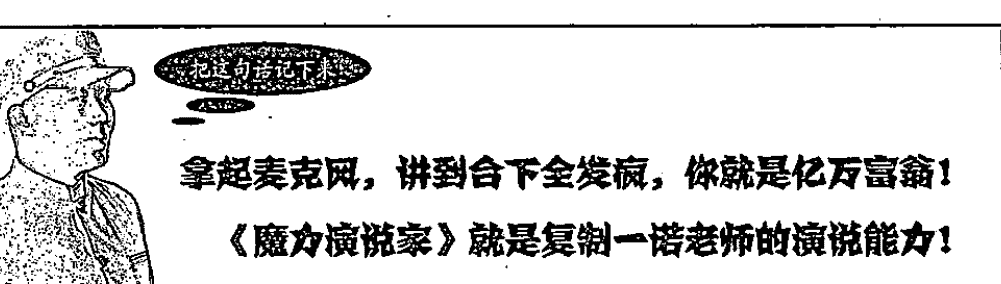 把这句话记下来
拿起麦克网，讲到台下全发疯，你就是亿万富翁！
《魔力演说家》就是复制一诺老师的演说能力！